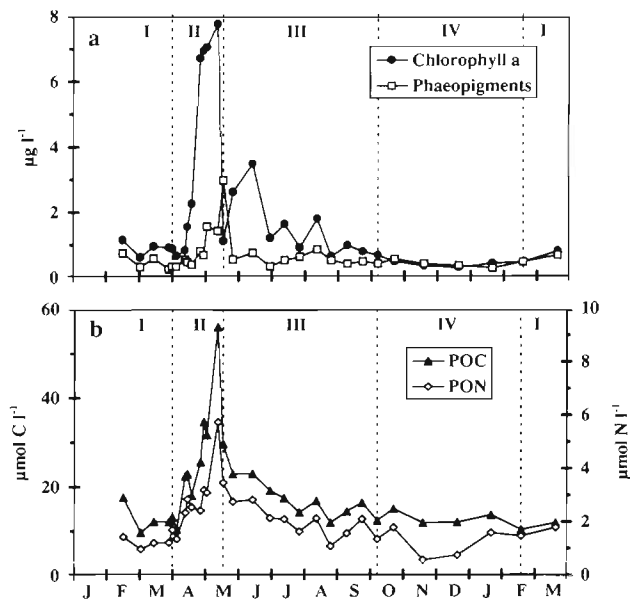 8
6
4
2
0
µg l⁻¹
a
I
II
III
IV
I
Chlorophyll a
Phaeopigments
60
40
20
0
µmol C l⁻¹
b
I
II
III
IV
I
POC
PON
10
8
6
4
2
0
µmol N l⁻¹
J F M A M J J A S O N D J F M